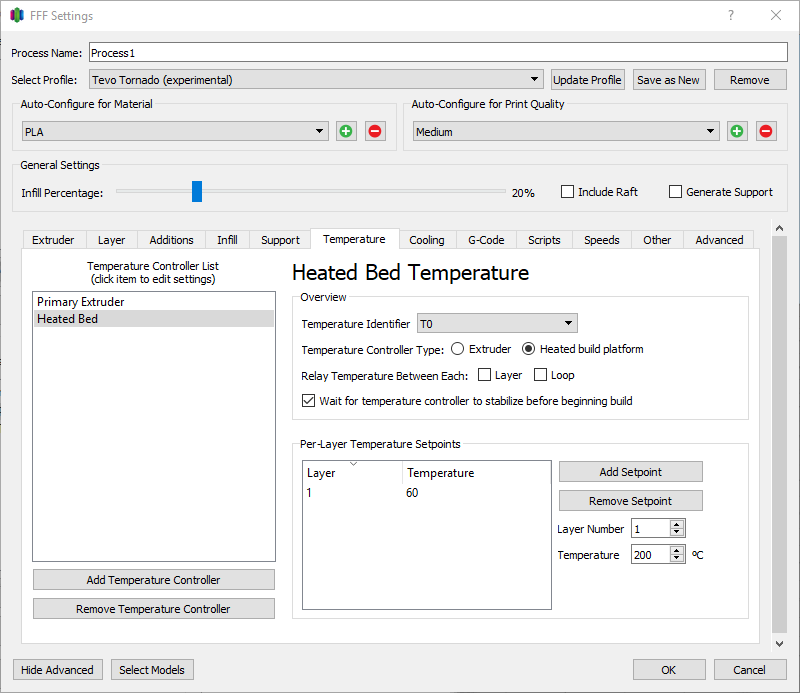 FFF Settings
Process Name: Process1
Select Profile: Tevo Tornado (experimental) Update Profile Save as New Remove
Auto-Configure for Material Auto-Configure for Print Quality
PLA Medium
General Settings
Infill Percentage: 20% Include Raft Generate Support
Extruder Layer Additions Infill Support Temperature Cooling G-Code Scripts Speeds Other Advanced
Temperature Controller List
(click item to edit settings)
Primary Extruder
Heated Bed
Add Temperature Controller
Remove Temperature Controller
Heated Bed Temperature
Overview
Temperature Identifier T0
Temperature Controller Type: Extruder Heated build platform
Relay Temperature Between Each: Layer Loop
Wait for temperature controller to stabilize before beginning build
Per-Layer Temperature Setpoints
Layer Temperature
1 60
Add Setpoint
Remove Setpoint
Layer Number 1
Temperature 200 ºC
Hide Advanced Select Models OK Cancel